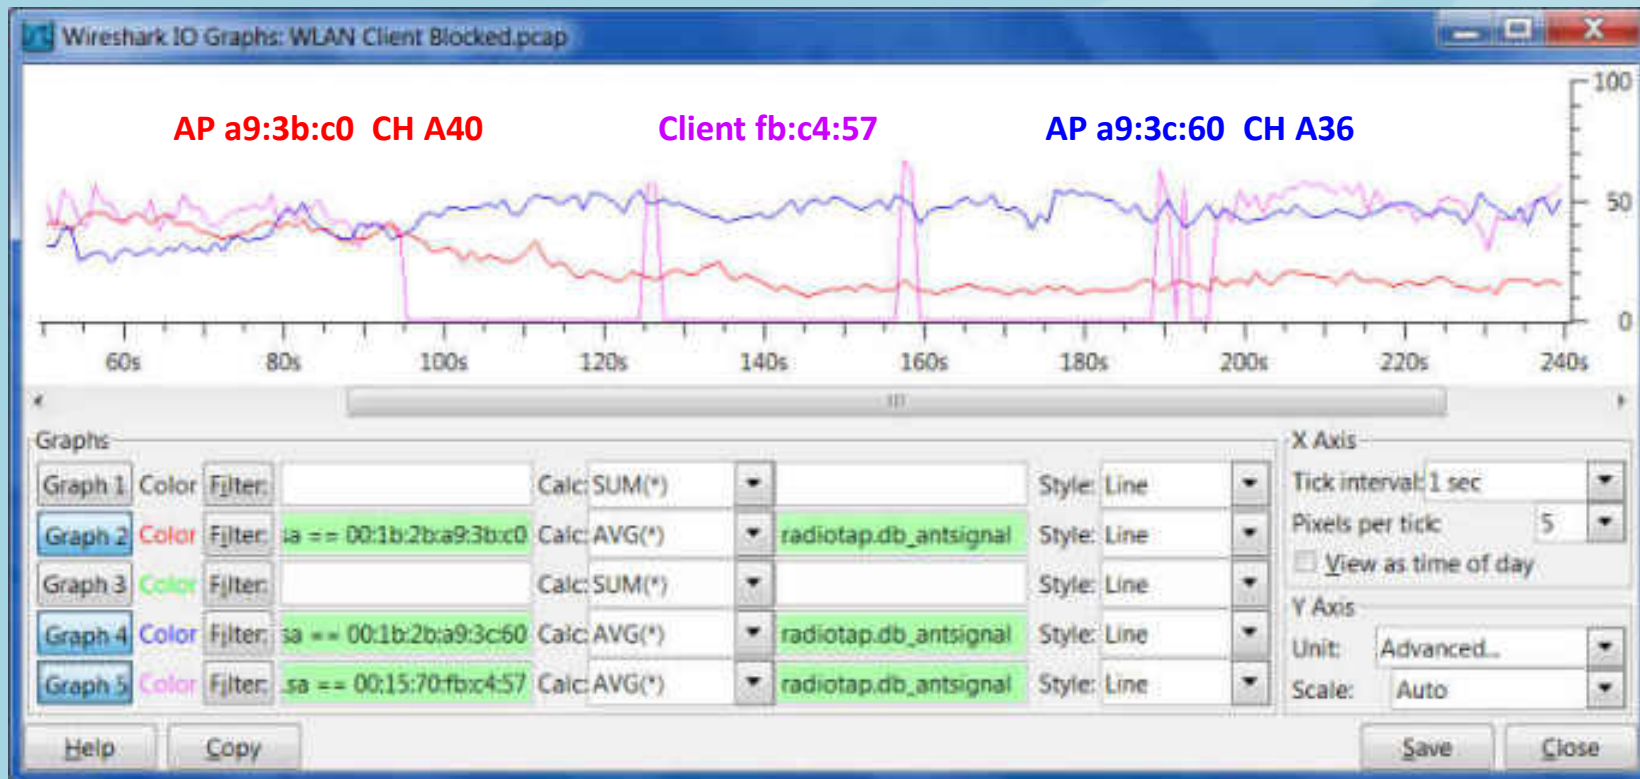 Wireshark IO Graphs: WLAN Client Blocked.pcap
100
AP a9:3b:c0 CH A40 Client fb:c4:57 AP a9:3c:60 CH A36
50
0
60s 80s 100s 120s 140s 160s 180s 200s 220s 240s
Graphs
Graph 1 Color Filter: Calc: SUM(*) Style: Line
Graph 2 Color Filter: sa == 00:1b:2b:a9:3b:c0 Calc: AVG(*) radiotap.db_antsignal Style: Line
Graph 3 Color Filter: Calc: SUM(*) Style: Line
Graph 4 Color Filter: sa == 00:1b:2b:a9:3c:60 Calc: AVG(*) radiotap.db_antsignal Style: Line
Graph 5 Color Filter: .sa == 00:15:70:fb:c4:57 Calc: AVG(*) radiotap.db_antsignal Style: Line
X Axis
Tick interval: 1 sec
Pixels per tick: 5
View as time of day
Y Axis
Unit: Advanced...
Scale: Auto
Help Copy Save Close